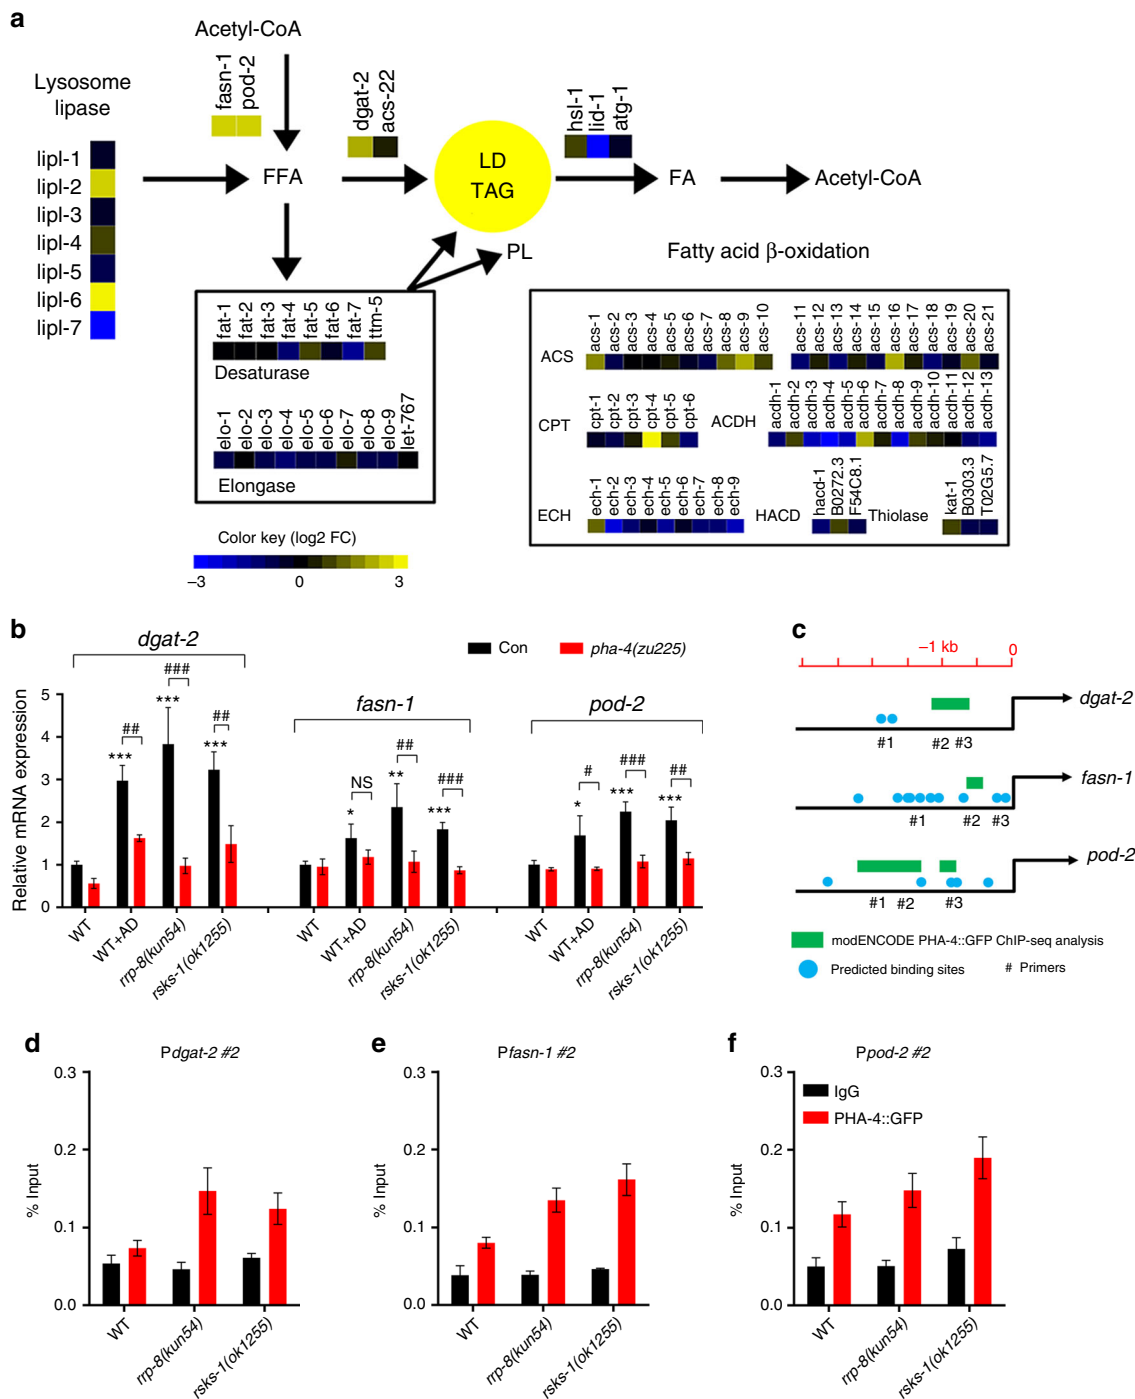 a
Acetyl-CoA
Lysosome
lipase
fasn-1
pod-2
dgat-2
acs-22
hsl-1
lid-1
atg-1
lipl-1
lipl-2
lipl-3
lipl-4
lipl-5
lipl-6
lipl-7
FFA
LD
TAG
FA
Acetyl-CoA
PL
Fatty acid β-oxidation
fat-1
fat-2
fat-3
fat-4
fat-5
fat-6
fat-7
ttm-5
Desaturase
elo-1
elo-2
elo-3
elo-4
elo-5
elo-6
elo-7
elo-8
elo-9
let-767
Elongase
ACS
acs-1
acs-2
acs-3
acs-4
acs-5
acs-6
acs-7
acs-8
acs-9
acs-10
acs-11
acs-12
acs-13
acs-14
acs-15
acs-16
acs-17
acs-18
acs-19
acs-20
acs-21
CPT
cpt-1
cpt-2
cpt-3
cpt-4
cpt-5
cpt-6
ACDH
acdh-1
acdh-2
acdh-3
acdh-4
acdh-5
acdh-6
acdh-7
acdh-8
acdh-9
acdh-10
acdh-11
acdh-12
acdh-13
ECH
ech-1
ech-2
ech-3
ech-4
ech-5
ech-6
ech-7
ech-8
ech-9
HACD
hacd-1
B0272.3
F54C8.1
Thiolase
kat-1
B0303.3
T02G5.7
Color key (log2 FC)
−3 0 3
b
Con pha-4(zu225)
dgat-2
fasn-1
pod-2
Relative mRNA expression
5
4
3
2
1
0
*** ## *** ### *** ##
* NS ** ## *** ###
* # *** ### *** ##
WT WT+AD rrp-8(kun54) rsks-1(ok1255)
WT WT+AD rrp-8(kun54) rsks-1(ok1255)
WT WT+AD rrp-8(kun54) rsks-1(ok1255)
c
−1 kb 0
dgat-2
#1 #2 #3
fasn-1
#1 #2 #3
pod-2
#1 #2 #3
modENCODE PHA-4::GFP ChIP-seq analysis
Predicted binding sites # Primers
d
Pdgat-2 #2
% Input
0.3
0.2
0.1
0.0
WT rrp-8(kun54) rsks-1(ok1255)
e
Pfasn-1 #2
% Input
0.3
0.2
0.1
0.0
WT rrp-8(kun54) rsks-1(ok1255)
f
Ppod-2 #2
IgG
PHA-4::GFP
% Input
0.3
0.2
0.1
0.0
WT rrp-8(kun54) rsks-1(ok1255)